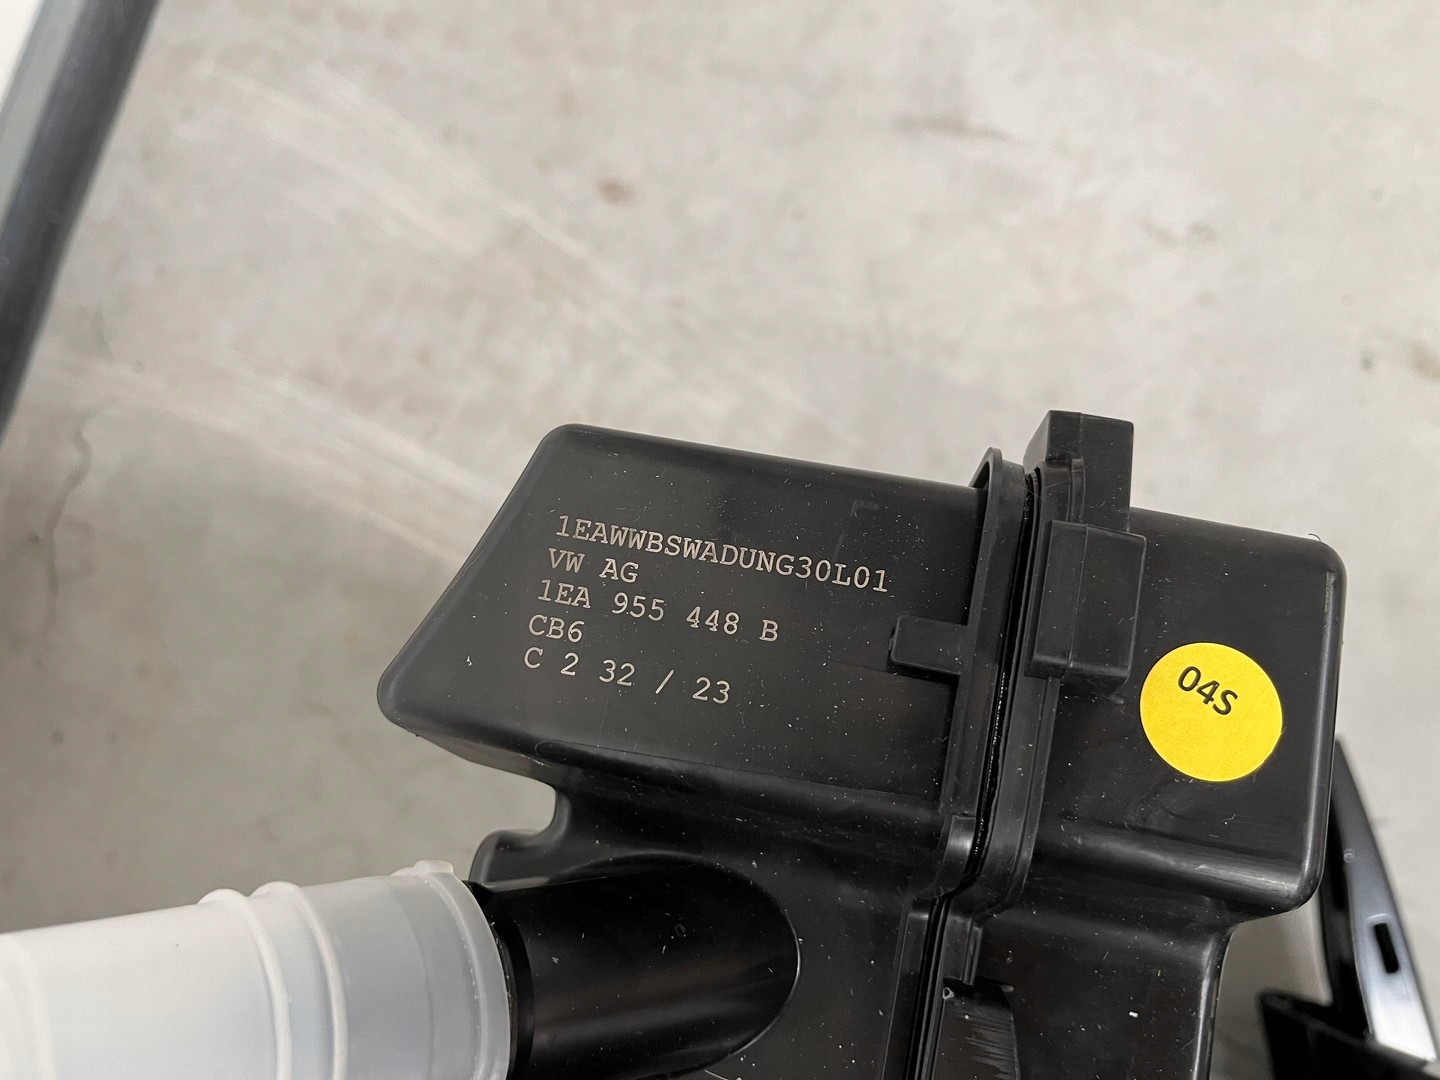 1EAWWBSWADUNG30L01
VW AG
1EA 955 448 B
CB6
C 2 32 / 23
04S